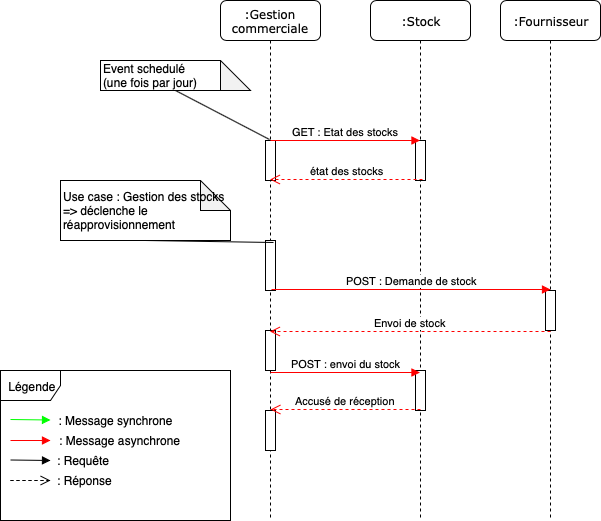 :Gestion
commerciale
:Stock
:Fournisseur
Event schedulé
(une fois par jour)
GET : Etat des stocks
état des stocks
Use case : Gestion des stocks
=> déclenche le
réapprovisionnement
POST : Demande de stock
Envoi de stock
POST : envoi du stock
Accusé de réception
Légende
: Message synchrone
: Message asynchrone
: Requête
: Réponse